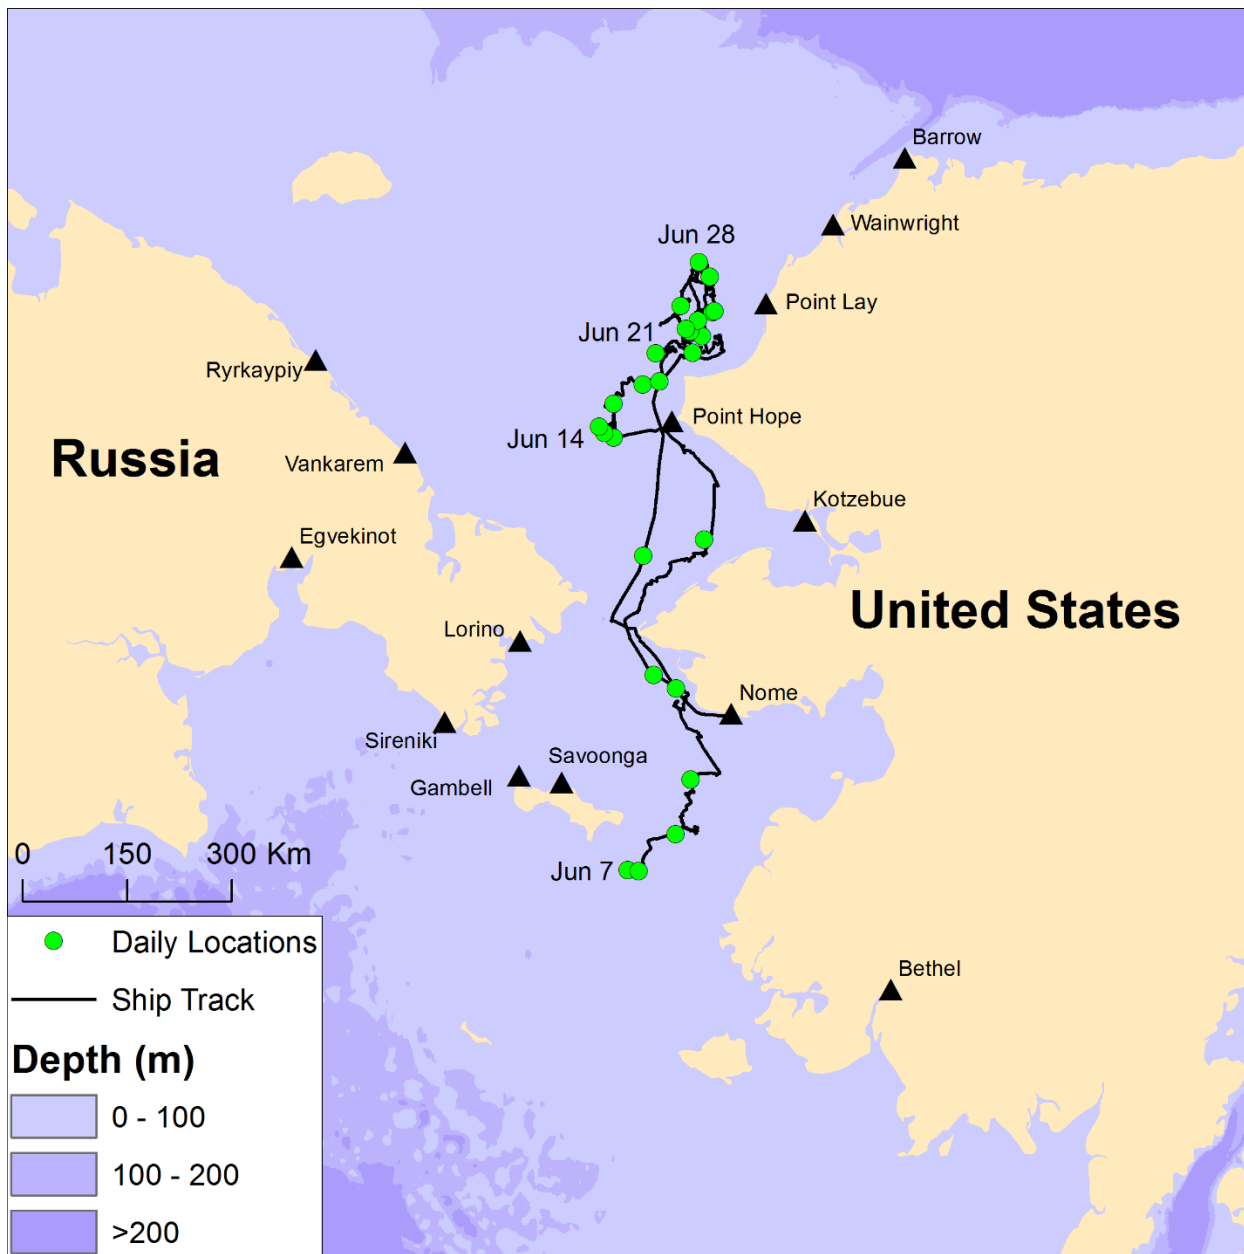 Barrow
Wainwright
Jun 28
Point Lay
Jun 21
Ryrkaypiy
Point Hope
Jun 14
Russia
Vankarem
Kotzebue
Egvekinot
United States
Lorino
Nome
Sireniki
Savoonga
Gambell
0 150 300 Km
Jun 7
Daily Locations
Bethel
Ship Track
Depth (m)
0 - 100
100 - 200
>200